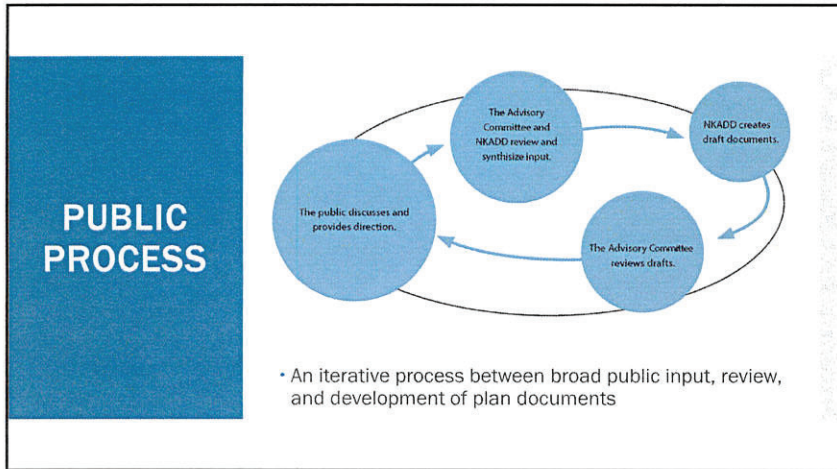 PUBLIC
PROCESS
The Advisory
Committee and
NKADD review and
synthisize input.
NKADD creates
draft documents.
The public discusses and
provides direction.
The Advisory Committee
reviews drafts.
• An iterative process between broad public input, review,
and development of plan documents